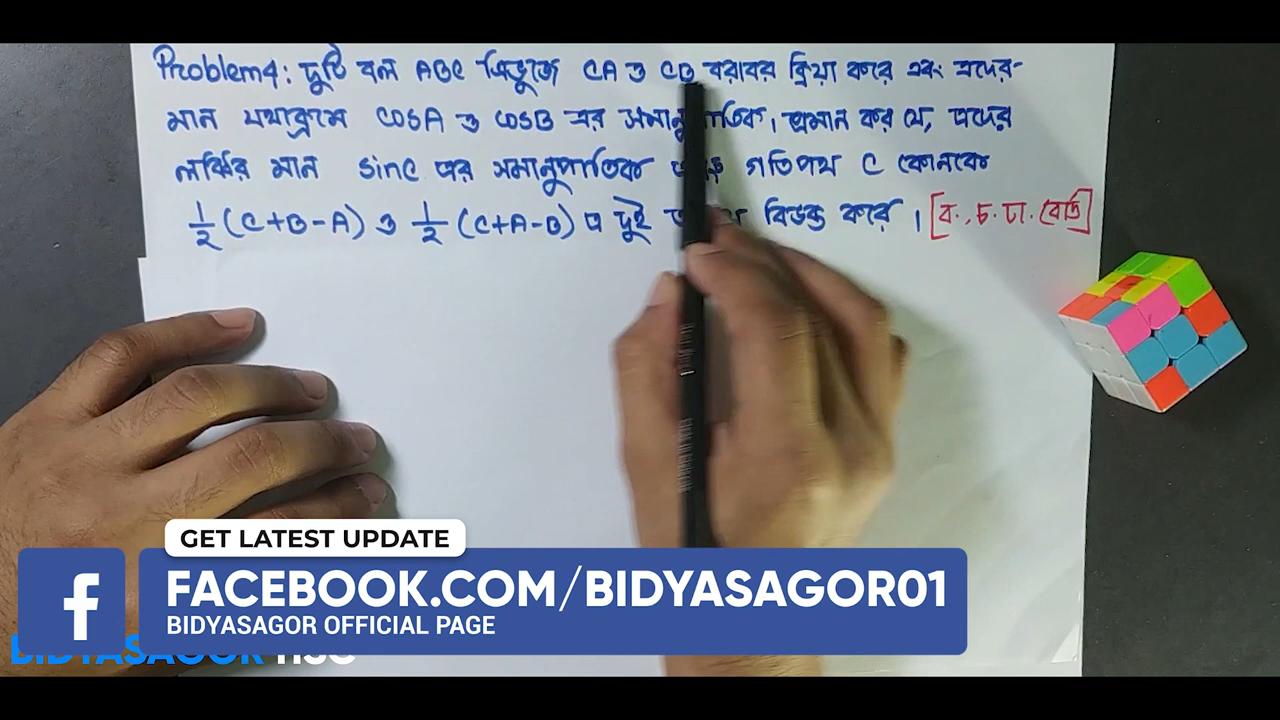 Problem4: দুটি বল ABC ত্রিভুজে CA ও CB বরাবর ক্রিয়া করে এবং এদের
মান যথাক্রমে cosA ও cosB এর সমানুপাতিক, প্রমান কর যে, এদের
লব্ধির মান sinC এর সমানুপাতিক গতিপথ C কোনকে
1/2 (C+B-A) ও 1/2 (C+A-B) এ দুই বিভক্ত করে। [ব., চ. ঢা. বোর্ড]
GET LATEST UPDATE
FACEBOOK.COM/BIDYASAGOR01
BIDYASAGOR OFFICIAL PAGE